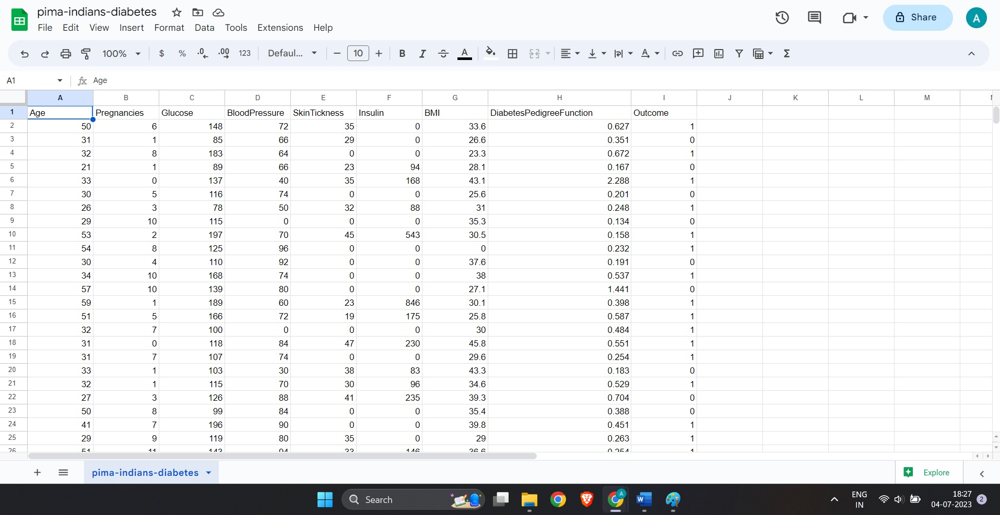 pima-indians-diabetes
File Edit View Insert Format Data Tools Extensions Help
Share
A
100% $ % .0 .00 123 Defaul... 10 B I S A
A1 fx Age
A B C D E F G H I J K L M
1 Age Pregnancies Glucose BloodPressure SkinTickness Insulin BMI DiabetesPedigreeFunction Outcome
2 50 6 148 72 35 0 33.6 0.627 1
3 31 1 85 66 29 0 26.6 0.351 0
4 32 8 183 64 0 0 23.3 0.672 1
5 21 1 89 66 23 94 28.1 0.167 0
6 33 0 137 40 35 168 43.1 2.288 1
7 30 5 116 74 0 0 25.6 0.201 0
8 26 3 78 50 32 88 31 0.248 1
9 29 10 115 0 0 0 35.3 0.134 0
10 53 2 197 70 45 543 30.5 0.158 1
11 54 8 125 96 0 0 0 0.232 1
12 30 4 110 92 0 0 37.6 0.191 0
13 34 10 168 74 0 0 38 0.537 1
14 57 10 139 80 0 0 27.1 1.441 0
15 59 1 189 60 23 846 30.1 0.398 1
16 51 5 166 72 19 175 25.8 0.587 1
17 32 7 100 0 0 0 30 0.484 1
18 31 0 118 84 47 230 45.8 0.551 1
19 31 7 107 74 0 0 29.6 0.254 1
20 33 1 103 30 38 83 43.3 0.183 0
21 32 1 115 70 30 96 34.6 0.529 1
22 27 3 126 88 41 235 39.3 0.704 0
23 50 8 99 84 0 0 35.4 0.388 0
24 41 7 196 90 0 0 39.8 0.451 1
25 29 9 119 80 35 0 29 0.263 1
26 51 11 143 94 33 146 36.6 0.254 1
pima-indians-diabetes
Explore
Search
ENG
IN
18:27
04-07-2023
2